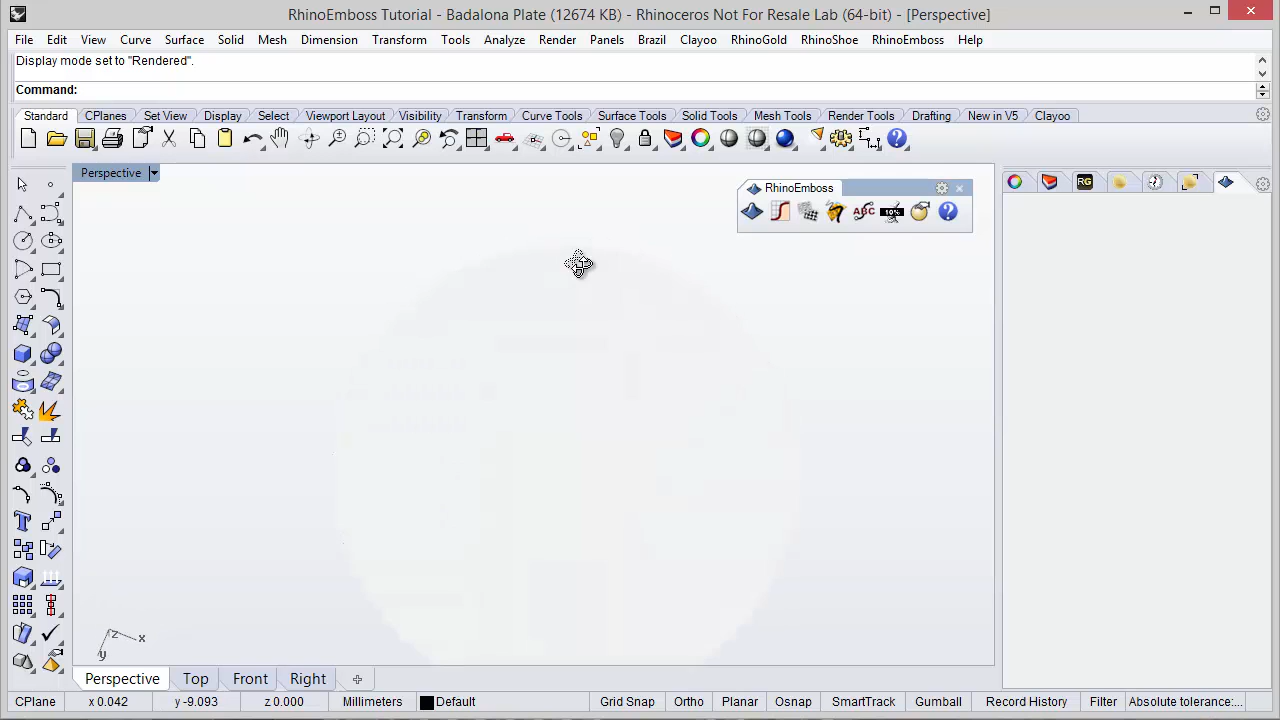 RhinoEmboss Tutorial - Badalona Plate (12674 KB) - Rhinoceros Not For Resale Lab (64-bit) - [Perspective]
File Edit View Curve Surface Solid Mesh Dimension Transform Tools Analyze Render Panels Brazil Clayoo RhinoGold RhinoShoe RhinoEmboss Help
Display mode set to "Rendered".
Command:
Standard CPlanes Set View Display Select Viewport Layout Visibility Transform Curve Tools Surface Tools Solid Tools Mesh Tools Render Tools Drafting New in V5 Clayoo
Perspective
RhinoEmboss
RG
ABC
10%
z x
y
Perspective Top Front Right
CPlane x 0.042 y -9.093 z 0.000 Millimeters Default Grid Snap Ortho Planar Osnap SmartTrack Gumball Record History Filter Absolute tolerance....